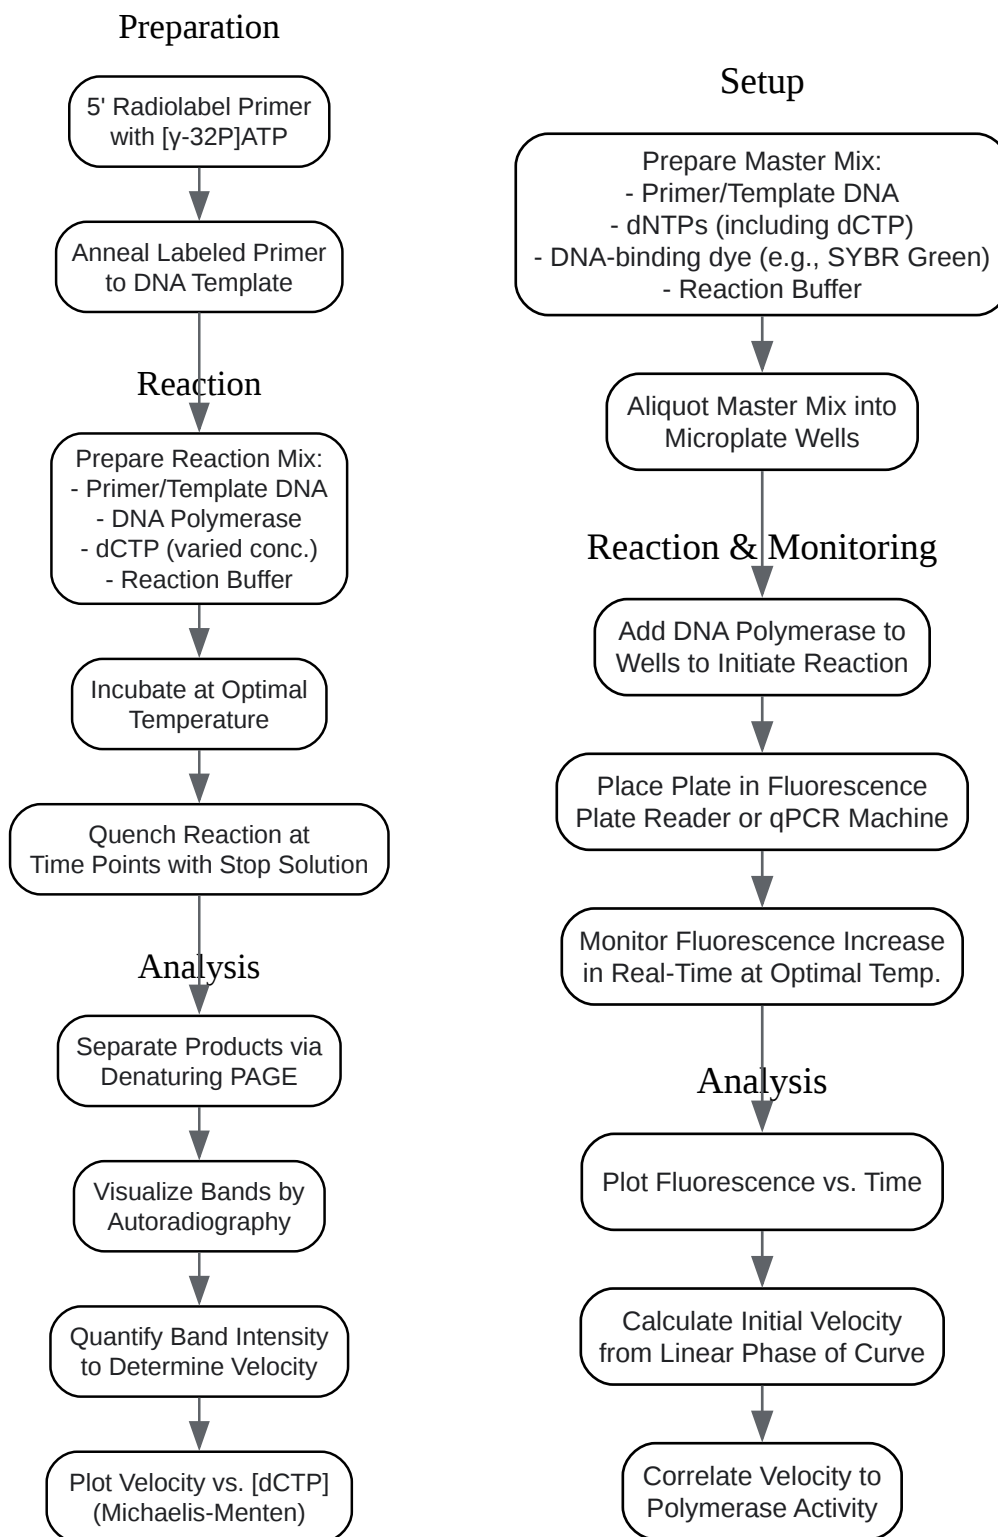 Preparation
5' Radiolabel Primer
with [γ-32P]ATP
Anneal Labeled Primer
to DNA Template
Reaction
Prepare Reaction Mix:
- Primer/Template DNA
- DNA Polymerase
- dCTP (varied conc.)
- Reaction Buffer
Incubate at Optimal
Temperature
Quench Reaction at
Time Points with Stop Solution
Analysis
Separate Products via
Denaturing PAGE
Visualize Bands by
Autoradiography
Quantify Band Intensity
to Determine Velocity
Plot Velocity vs. [dCTP]
(Michaelis-Menten)
Setup
Prepare Master Mix:
- Primer/Template DNA
- dNTPs (including dCTP)
- DNA-binding dye (e.g., SYBR Green)
- Reaction Buffer
Aliquot Master Mix into
Microplate Wells
Reaction & Monitoring
Add DNA Polymerase to
Wells to Initiate Reaction
Place Plate in Fluorescence
Plate Reader or qPCR Machine
Monitor Fluorescence Increase
in Real-Time at Optimal Temp.
Analysis
Plot Fluorescence vs. Time
Calculate Initial Velocity
from Linear Phase of Curve
Correlate Velocity to
Polymerase Activity